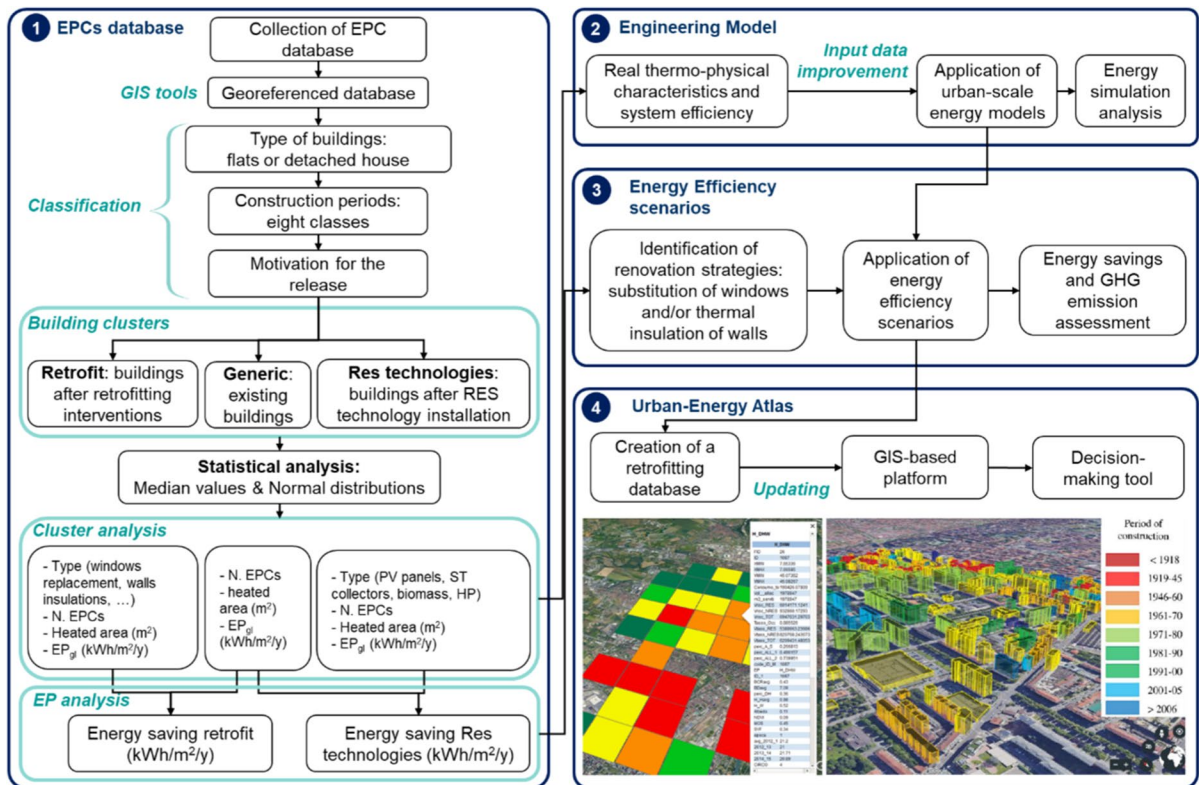 1 EPCs database
Collection of EPC
database
GIS tools
Georeferenced database
Type of buildings:
flats or detached house
Classification
Construction periods:
eight classes
Motivation for the
release
Building clusters
Retrofit: buildings
after retrofitting
interventions
Generic:
existing
buildings
Res technologies:
buildings after RES
technology installation
Statistical analysis:
Median values & Normal distributions
Cluster analysis
- Type (windows
replacement, walls
insulations, ...)
- N. EPCs
- Heated area (m²)
- EPgl (kWh/m²/y)
- N. EPCs
- heated
area (m²)
- EPgl
(kWh/m²/y)
- Type (PV panels, ST
collectors, biomass, HP)
- N. EPCs
- Heated area (m²)
- EPgl (kWh/m²/y)
EP analysis
Energy saving retrofit
(kWh/m²/y)
Energy saving Res
technologies (kWh/m²/y)
2 Engineering Model
Real thermo-physical
characteristics and
system efficiency
Input data
improvement
Application of
urban-scale
energy models
Energy
simulation
analysis
3 Energy Efficiency
scenarios
Identification of
renovation strategies:
substitution of windows
and/or thermal
insulation of walls
Application of
energy
efficiency
scenarios
Energy savings
and GHG
emission
assessment
4 Urban-Energy Atlas
Creation of a
retrofitting
database
Updating
GIS-based
platform
Decision-
making tool
Period of
construction
< 1918
1919-45
1946-60
1961-70
1971-80
1981-90
1991-00
2001-05
> 2006